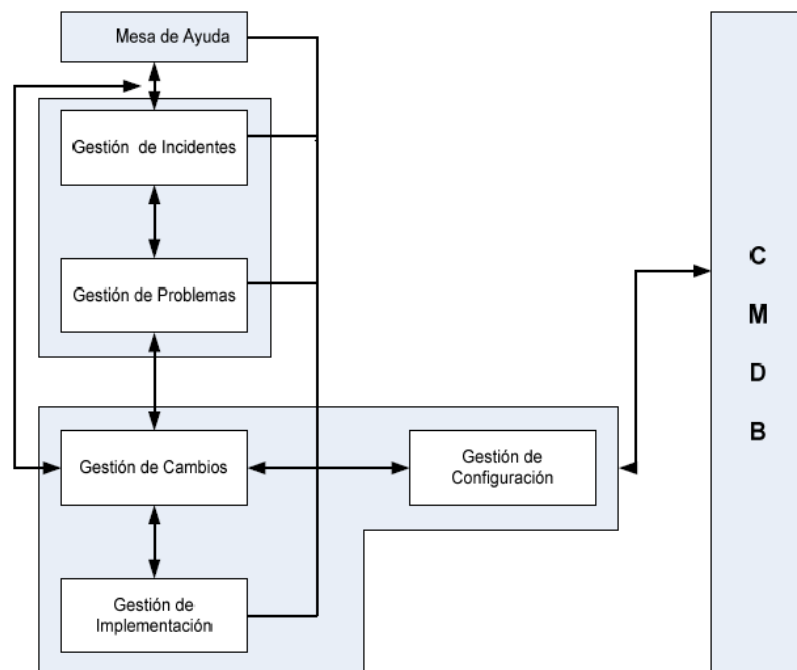 Mesa de Ayuda
Gestión de Incidentes
Gestión de Problemas
Gestión de Cambios
Gestión de
Configuración
Gestión de
Implementación
C
M
D
B